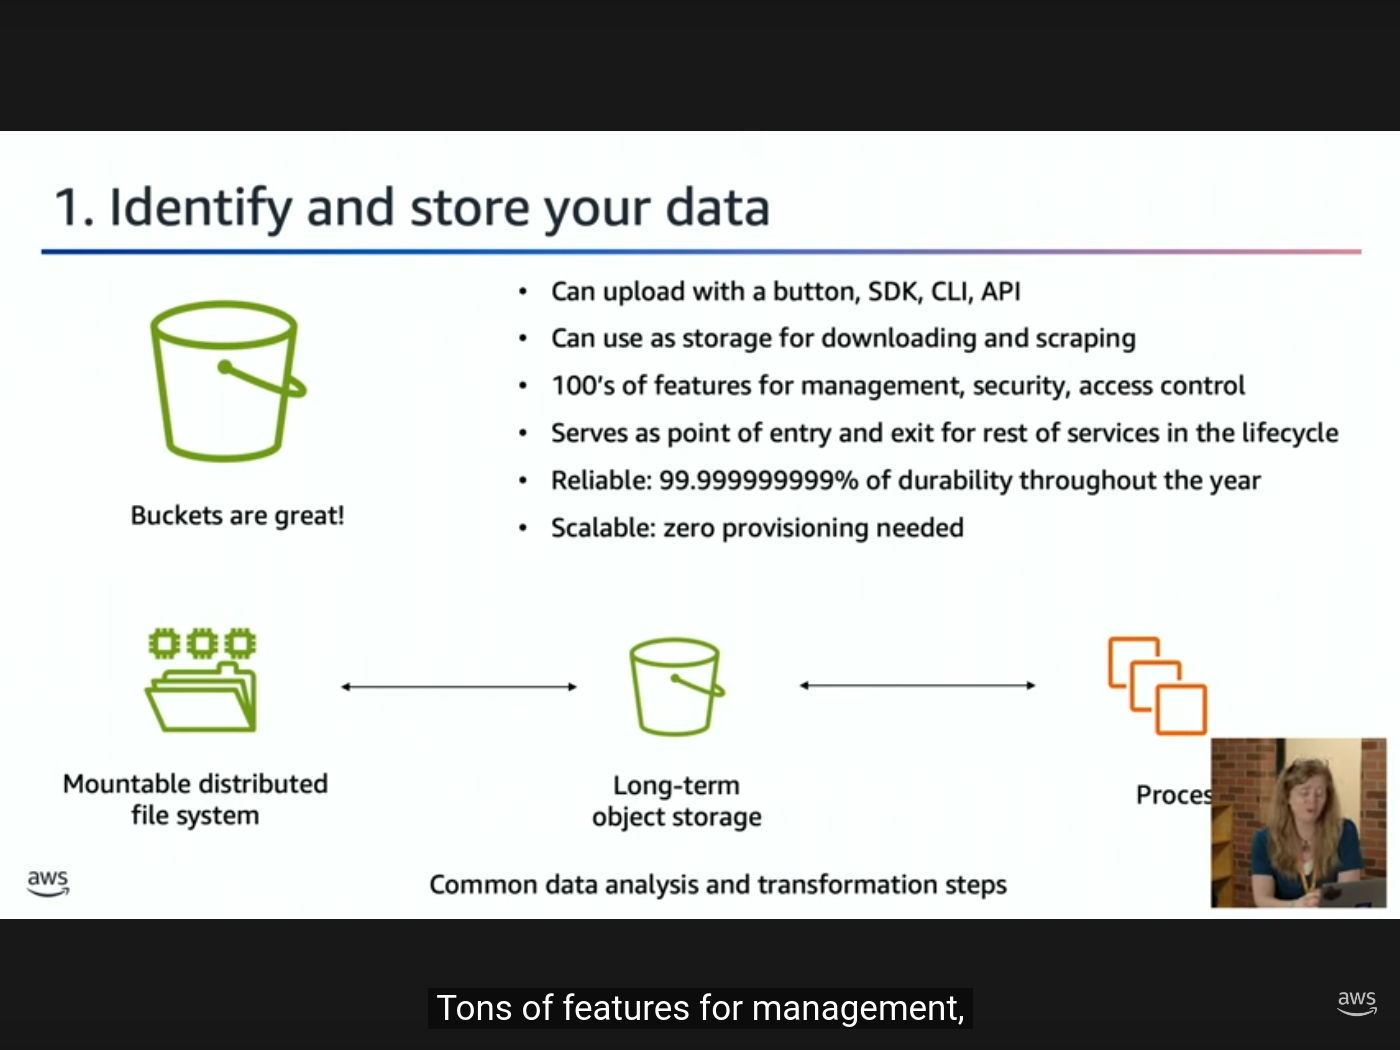 1. Identify and store your data
• Can upload with a button, SDK, CLI, API
• Can use as storage for downloading and scraping
• 100's of features for management, security, access control
• Serves as point of entry and exit for rest of services in the lifecycle
• Reliable: 99.999999999% of durability throughout the year
• Scalable: zero provisioning needed
Buckets are great!
Mountable distributed
file system
Long-term
object storage
Proces
Common data analysis and transformation steps
aws
Tons of features for management,
aws